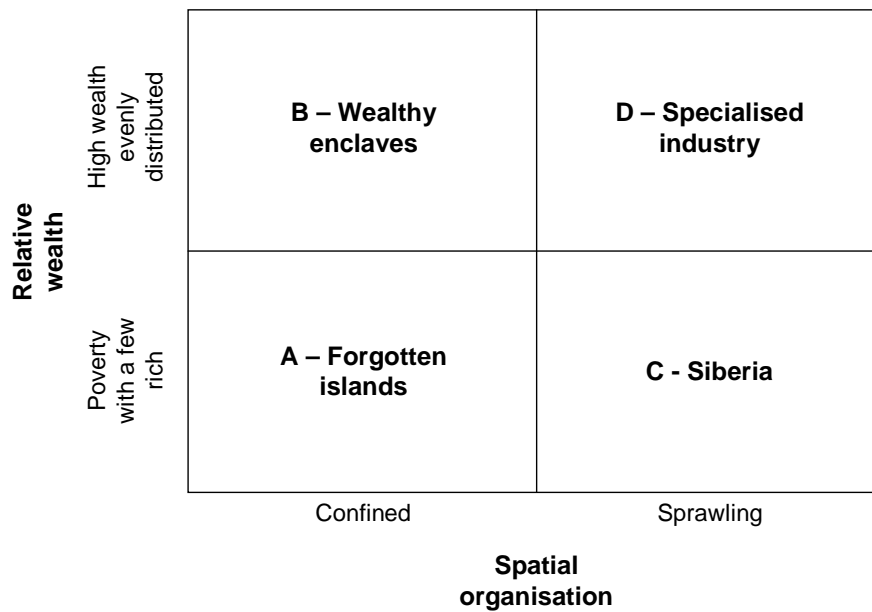 Relative
wealth
High wealth
evenly
distributed
B – Wealthy
enclaves
D – Specialised
industry
Poverty
with a few
rich
A – Forgotten
islands
C - Siberia
Confined
Sprawling
Spatial
organisation